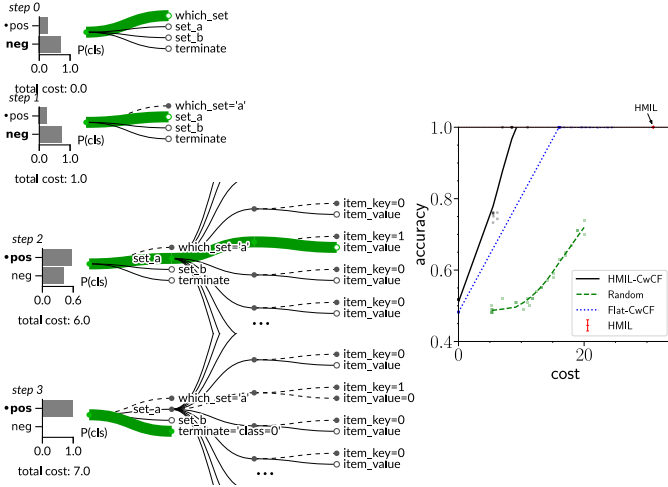 step 0
•pos
neg
0.0 1.0
P(cls)
which_set
set_a
set_b
terminate
total cost: 0.0
step 1
•pos
neg
0.0 1.0
P(cls)
which_set='a'
set_a
set_b
terminate
total cost: 1.0
step 2
•pos
neg
0.0 0.6
P(cls)
which_set='a'
set_a
set_b
terminate
item_key=0
item_value
item_key=1
item_value
item_key=0
item_value
item_key=0
item_value
...
total cost: 6.0
step 3
•pos
neg
0.0 1.0
P(cls)
which_set='a'
set_a
set_b
terminate='class=0'
item_key=0
item_value
item_key=1
item_value=0
item_key=0
item_value
item_key=0
item_value
...
total cost: 7.0
HMIL
accuracy
1.0
0.8
0.6
0.4
0
20
cost
HMIL-CwCF
Random
Flat-CwCF
HMIL